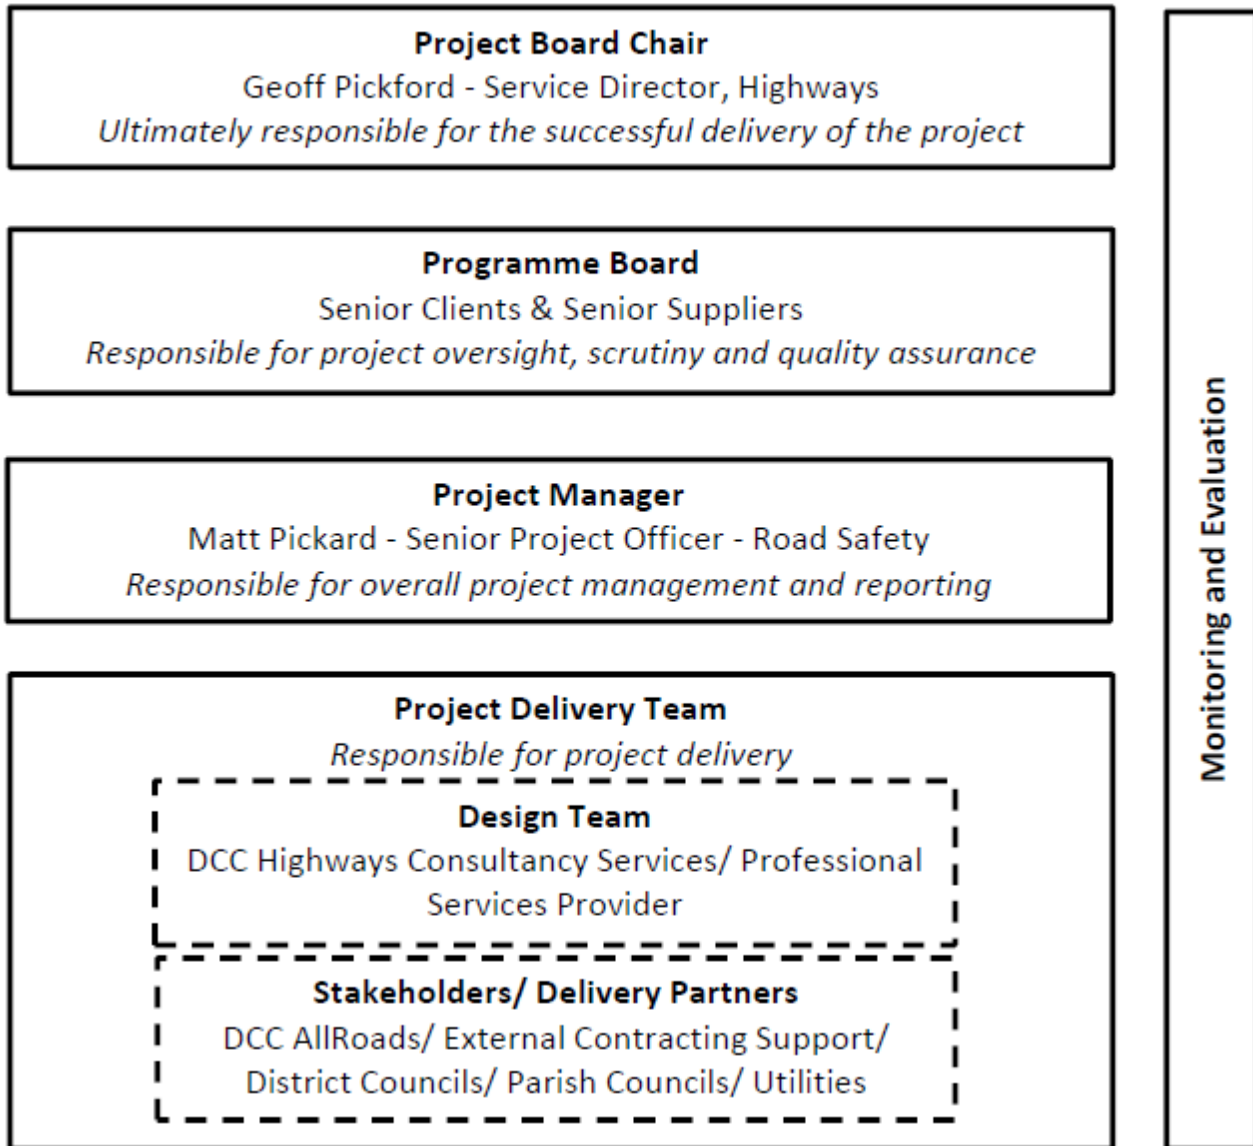 Project Board Chair
Geoff Pickford - Service Director, Highways
Ultimately responsible for the successful delivery of the project
Programme Board
Senior Clients & Senior Suppliers
Responsible for project oversight, scrutiny and quality assurance
Project Manager
Matt Pickard - Senior Project Officer - Road Safety
Responsible for overall project management and reporting
Project Delivery Team
Responsible for project delivery
Design Team
DCC Highways Consultancy Services/ Professional
Services Provider
Stakeholders/ Delivery Partners
DCC AllRoads/ External Contracting Support/
District Councils/ Parish Councils/ Utilities
Monitoring and Evaluation